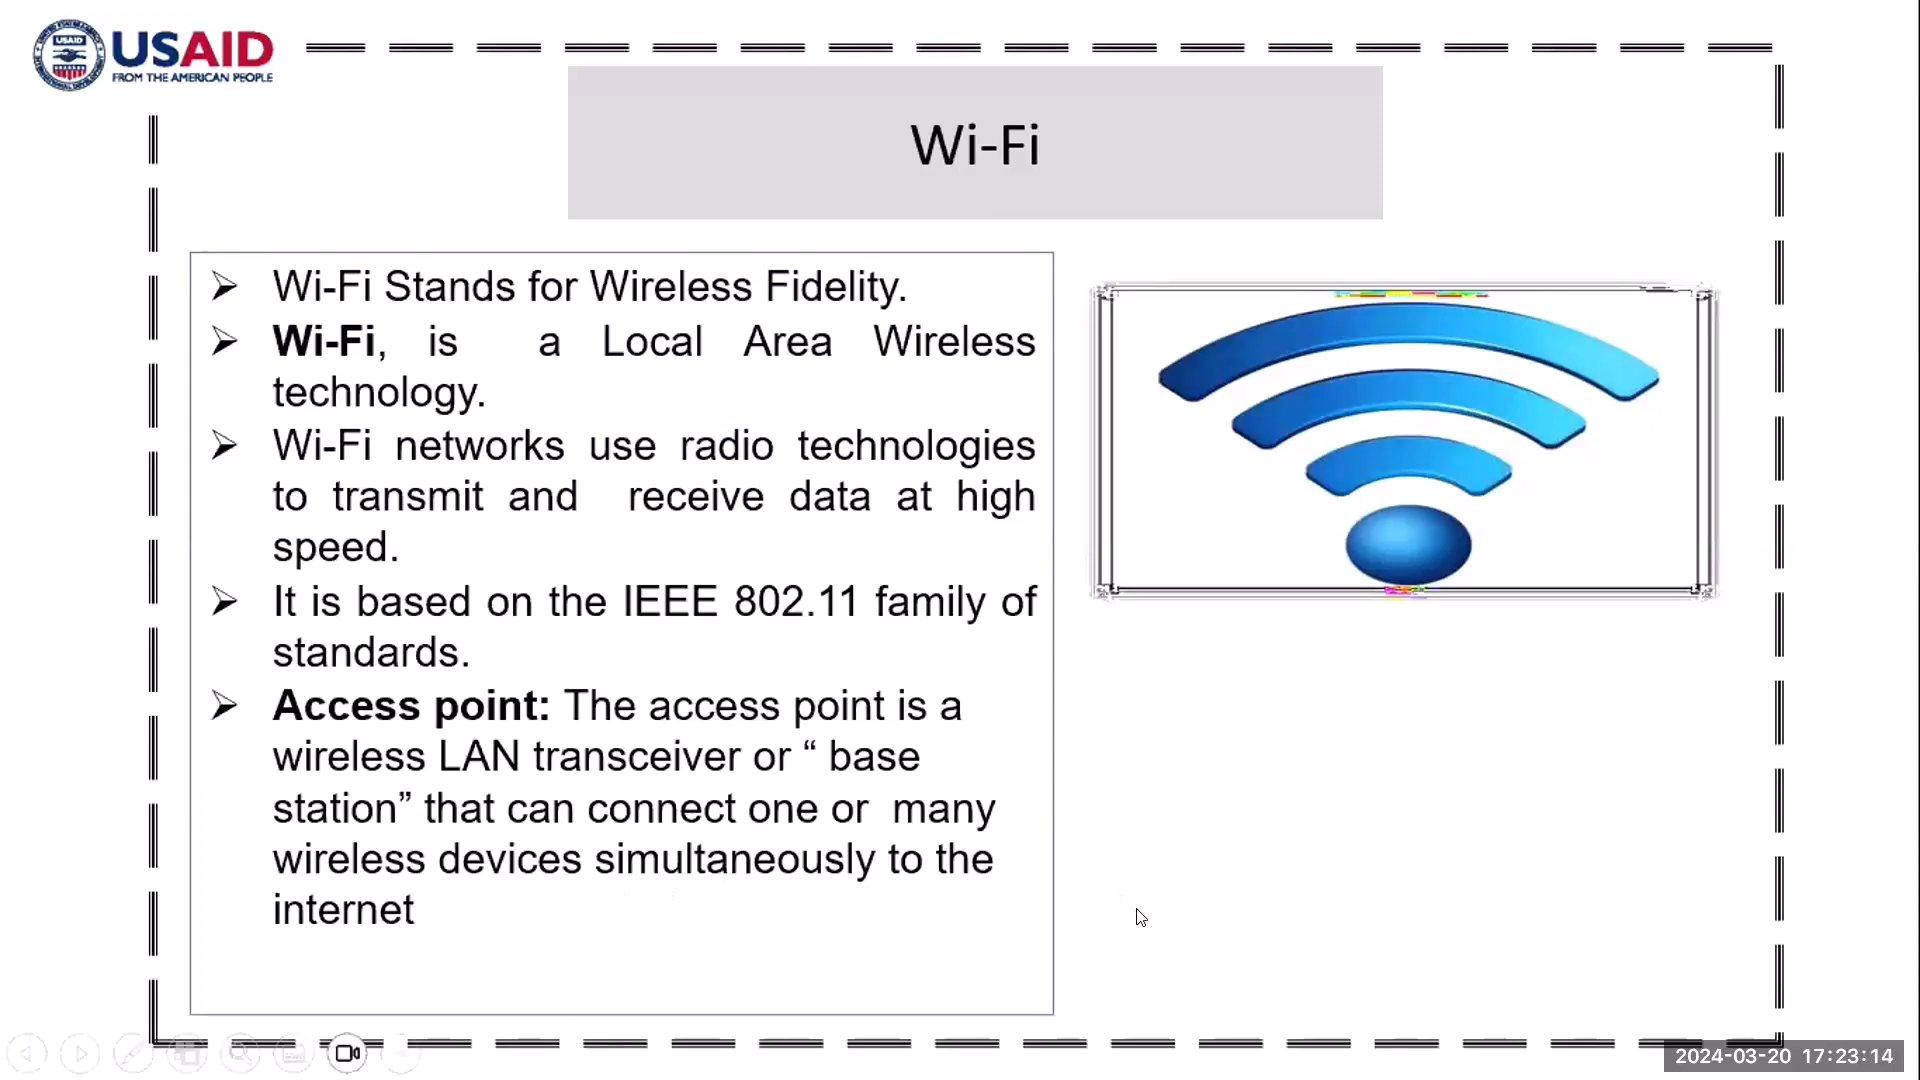 USAID
USAID
FROM THE AMERICAN PEOPLE
Wi-Fi
➢ Wi-Fi Stands for Wireless Fidelity.
➢ Wi-Fi, is a Local Area Wireless
technology.
➢ Wi-Fi networks use radio technologies
to transmit and receive data at high
speed.
➢ It is based on the IEEE 802.11 family of
standards.
➢ Access point: The access point is a
wireless LAN transceiver or “ base
station” that can connect one or many
wireless devices simultaneously to the
internet
2024-03-20 17:23:14